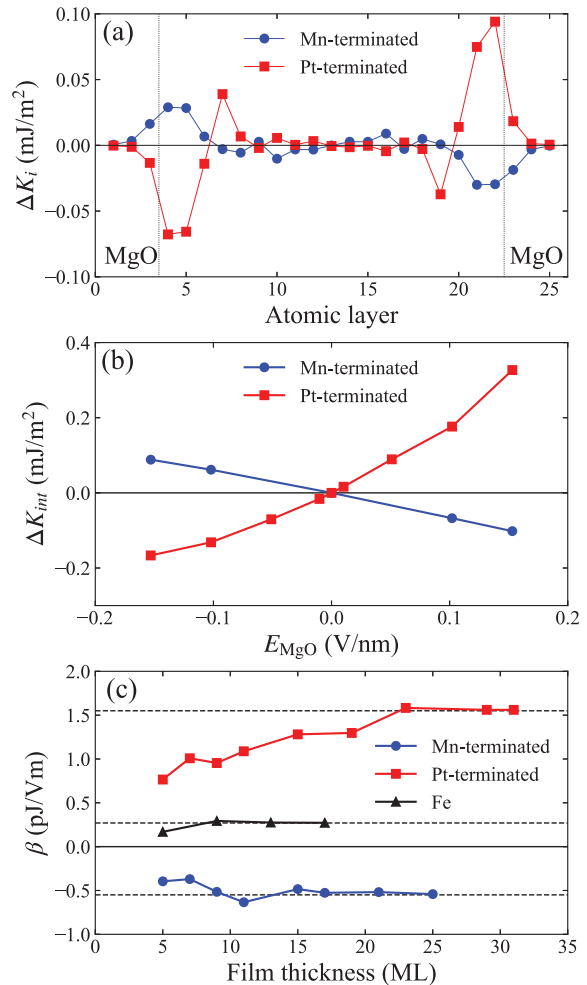 (a)
Mn-terminated
Pt-terminated
0.10
0.05
0.00
−0.05
−0.10
ΔK_i (mJ/m²)
MgO
MgO
0 5 10 15 20 25
Atomic layer
(b)
Mn-terminated
Pt-terminated
0.4
0.2
0.0
−0.2
ΔK_int (mJ/m²)
−0.2 −0.1 0.0 0.1 0.2
E_MgO (V/nm)
(c)
2.0
1.5
1.0
0.5
0.0
−0.5
−1.0
β (pJ/Vm)
Mn-terminated
Pt-terminated
Fe
0 5 10 15 20 25 30 35
Film thickness (ML)